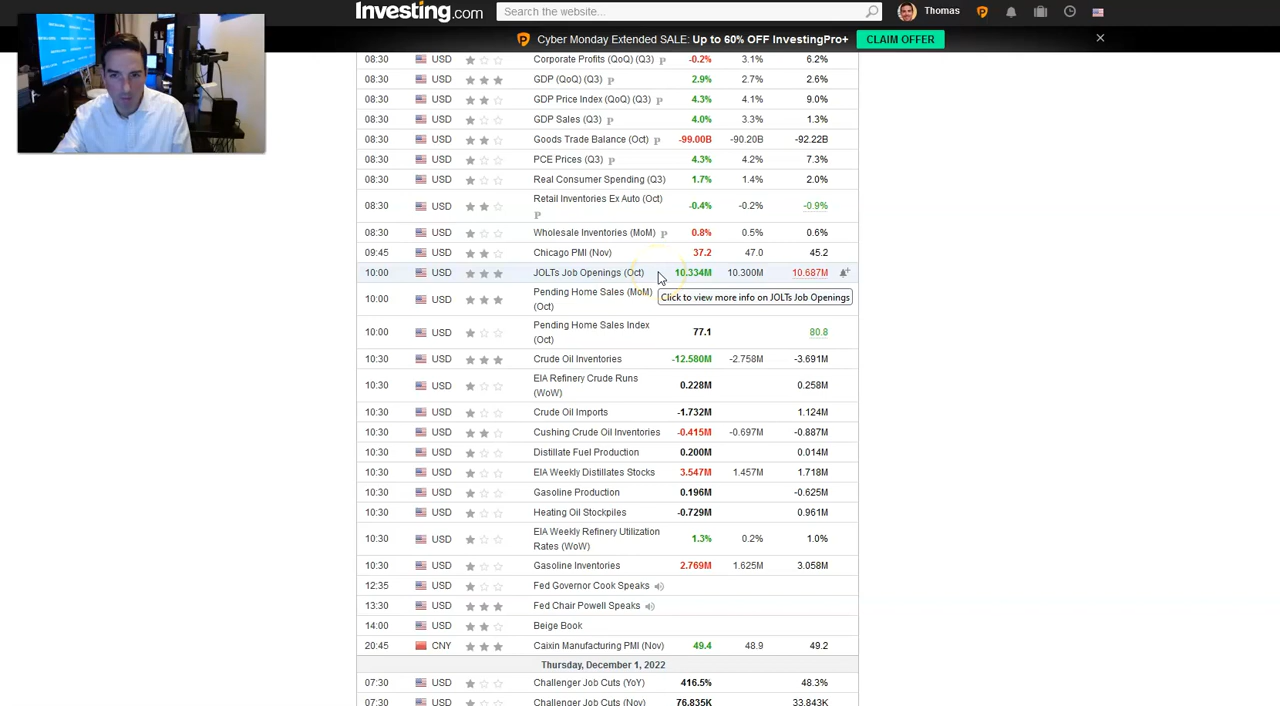 Investing.com
Search the website...
Thomas
Cyber Monday Extended SALE: Up to 60% OFF InvestingPro+ CLAIM OFFER
08:30 USD Corporate Profits (QoQ) (Q3) P -0.2% 3.1% 6.2%
08:30 USD GDP (QoQ) (Q3) P 2.9% 2.7% 2.6%
08:30 USD GDP Price Index (QoQ) (Q3) P 4.3% 4.1% 9.0%
08:30 USD GDP Sales (Q3) P 4.0% 3.3% 1.3%
08:30 USD Goods Trade Balance (Oct) P -99.00B -90.20B -92.22B
08:30 USD PCE Prices (Q3) P 4.3% 4.2% 7.3%
08:30 USD Real Consumer Spending (Q3) 1.7% 1.4% 2.0%
08:30 USD Retail Inventories Ex Auto (Oct) -0.4% -0.2% -0.9%
P
08:30 USD Wholesale Inventories (MoM) P 0.8% 0.5% 0.6%
09:45 USD Chicago PMI (Nov) 37.2 47.0 45.2
10:00 USD JOLTs Job Openings (Oct) 10.334M 10.300M 10.687M
Click to view more info on JOLTs Job Openings
10:00 USD Pending Home Sales (MoM)
(Oct)
10:00 USD Pending Home Sales Index 77.1 80.8
(Oct)
10:30 USD Crude Oil Inventories -12.580M -2.758M -3.691M
10:30 USD EIA Refinery Crude Runs 0.228M 0.258M
(WoW)
10:30 USD Crude Oil Imports -1.732M 1.124M
10:30 USD Cushing Crude Oil Inventories -0.415M -0.697M -0.887M
10:30 USD Distillate Fuel Production 0.200M 0.014M
10:30 USD EIA Weekly Distillates Stocks 3.547M 1.457M 1.718M
10:30 USD Gasoline Production 0.196M -0.625M
10:30 USD Heating Oil Stockpiles -0.729M 0.961M
10:30 USD EIA Weekly Refinery Utilization 1.3% 0.2% 1.0%
Rates (WoW)
10:30 USD Gasoline Inventories 2.769M 1.625M 3.058M
12:35 USD Fed Governor Cook Speaks
13:30 USD Fed Chair Powell Speaks
14:00 USD Beige Book
20:45 CNY Caixin Manufacturing PMI (Nov) 49.4 48.9 49.2
Thursday, December 1, 2022
07:30 USD Challenger Job Cuts (YoY) 416.5% 48.3%
07:30 USD Challenger Job Cuts (Nov) 76.835K 33.843K